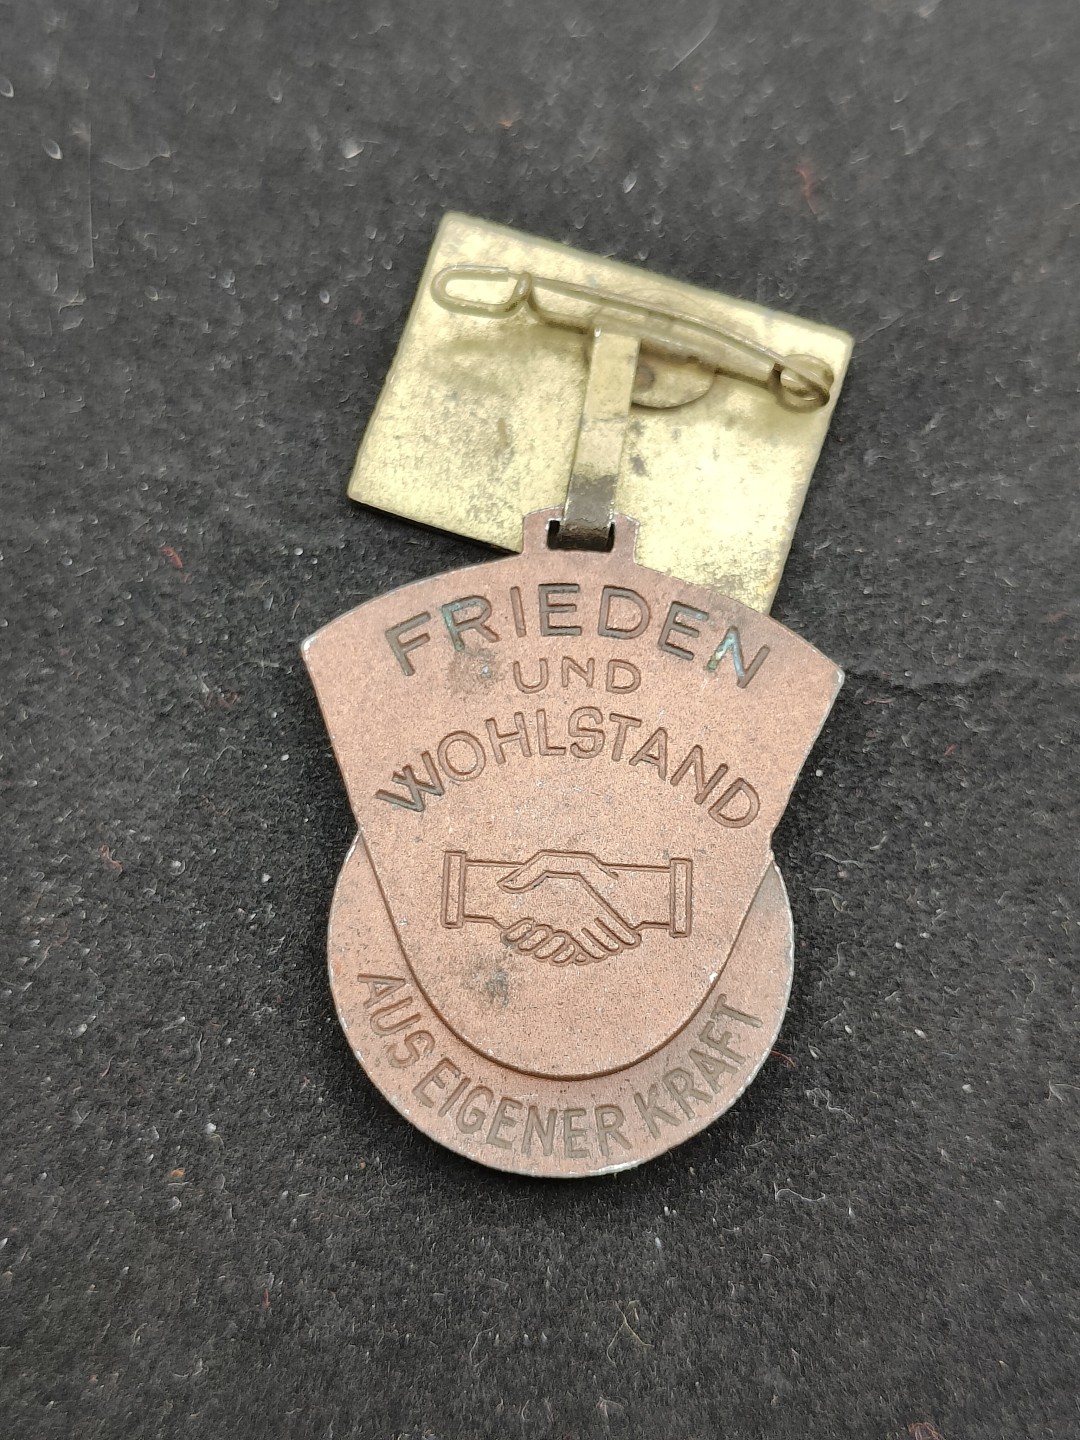 FRIEDEN
UND
WOHLSTAND
AUS EIGENER KRAFT